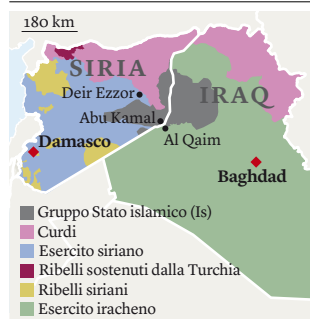 180 km
SIRIA
Deir Ezzor
IRAQ
Abu Kamal
Damasco
Al Qaim
Baghdad
Gruppo Stato islamico (Is)
Curdi
Esercito siriano
Ribelli sostenuti dalla Turchia
Ribelli siriani
Esercito iracheno